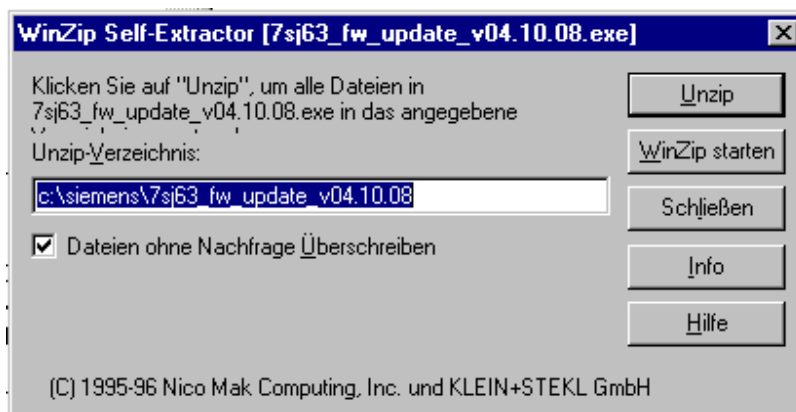 WinZip Self-Extractor [7sj63_fw_update_v04.10.08.exe]
Klicken Sie auf "Unzip", um alle Dateien in
7sj63_fw_update_v04.10.08.exe in das angegebene
Unzip-Verzeichnis:
c:\siemens\7sj63_fw_update_v04.10.08
Dateien ohne Nachfrage Überschreiben
Unzip
WinZip starten
Schließen
Info
Hilfe
(C) 1995-96 Nico Mak Computing, Inc. und KLEIN+STEKL GmbH